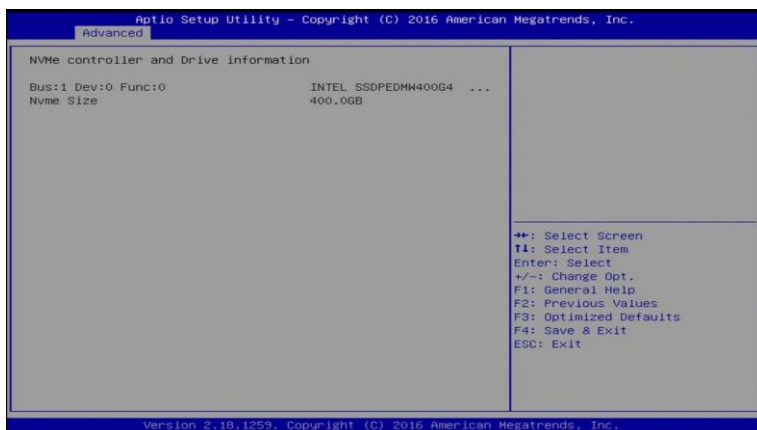 Aptio Setup Utility - Copyright (C) 2016 American Megatrends, Inc.
Advanced
NVMe controller and Drive information
Bus:1 Dev:0 Func:0 INTEL SSDPEDMW400G4 ...
Nvme Size 400.0GB
→←: Select Screen
↑↓: Select Item
Enter: Select
+/-: Change Opt.
F1: General Help
F2: Previous Values
F3: Optimized Defaults
F4: Save & Exit
ESC: Exit
Version 2.18.1259. Copyright (C) 2016 American Megatrends, Inc.